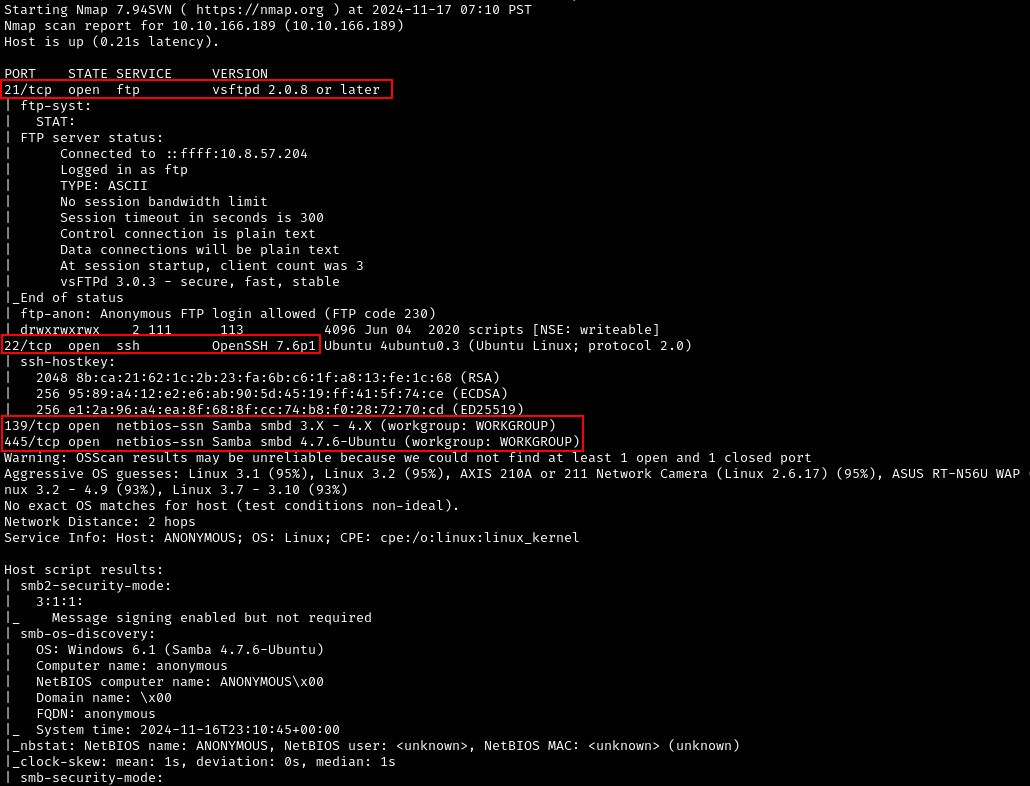 Starting Nmap 7.94SVN ( https://nmap.org ) at 2024-11-17 07:10 PST
Nmap scan report for 10.10.166.189 (10.10.166.189)
Host is up (0.21s latency).

PORT    STATE SERVICE     VERSION
21/tcp  open  ftp         vsftpd 2.0.8 or later
| ftp-syst:
|   STAT:
| FTP server status:
|      Connected to ::ffff:10.8.57.204
|      Logged in as ftp
|      TYPE: ASCII
|      No session bandwidth limit
|      Session timeout in seconds is 300
|      Control connection is plain text
|      Data connections will be plain text
|      At session startup, client count was 3
|      vsFTPd 3.0.3 - secure, fast, stable
|_End of status
| ftp-anon: Anonymous FTP login allowed (FTP code 230)
| drwxrwxrwx    2 111      113          4096 Jun 04  2020 scripts [NSE: writeable]
22/tcp  open  ssh         OpenSSH 7.6p1 Ubuntu 4ubuntu0.3 (Ubuntu Linux; protocol 2.0)
| ssh-hostkey:
|   2048 8b:ca:21:62:1c:2b:23:fa:6b:c6:1f:a8:13:fe:1c:68 (RSA)
|   256 95:89:a4:12:e2:e6:ab:90:5d:45:19:ff:41:5f:74:ce (ECDSA)
|   256 e1:2a:96:a4:ea:8f:68:8f:cc:74:b8:f0:28:72:70:cd (ED25519)
139/tcp open  netbios-ssn Samba smbd 3.X - 4.X (workgroup: WORKGROUP)
445/tcp open  netbios-ssn Samba smbd 4.7.6-Ubuntu (workgroup: WORKGROUP)
Warning: OSScan results may be unreliable because we could not find at least 1 open and 1 closed port
Aggressive OS guesses: Linux 3.1 (95%), Linux 3.2 (95%), AXIS 210A or 211 Network Camera (Linux 2.6.17) (95%), ASUS RT-N56U WAP (
nux 3.2 - 4.9 (93%), Linux 3.7 - 3.10 (93%)
No exact OS matches for host (test conditions non-ideal).
Network Distance: 2 hops
Service Info: Host: ANONYMOUS; OS: Linux; CPE: cpe:/o:linux:linux_kernel

Host script results:
| smb2-security-mode:
|   3:1:1:
|_    Message signing enabled but not required
| smb-os-discovery:
|   OS: Windows 6.1 (Samba 4.7.6-Ubuntu)
|   Computer name: anonymous
|   NetBIOS computer name: ANONYMOUS\x00
|   Domain name: \x00
|   FQDN: anonymous
|_  System time: 2024-11-16T23:10:45+00:00
|_nbstat: NetBIOS name: ANONYMOUS, NetBIOS user: <unknown>, NetBIOS MAC: <unknown> (unknown)
|_clock-skew: mean: 1s, deviation: 0s, median: 1s
| smb-security-mode: